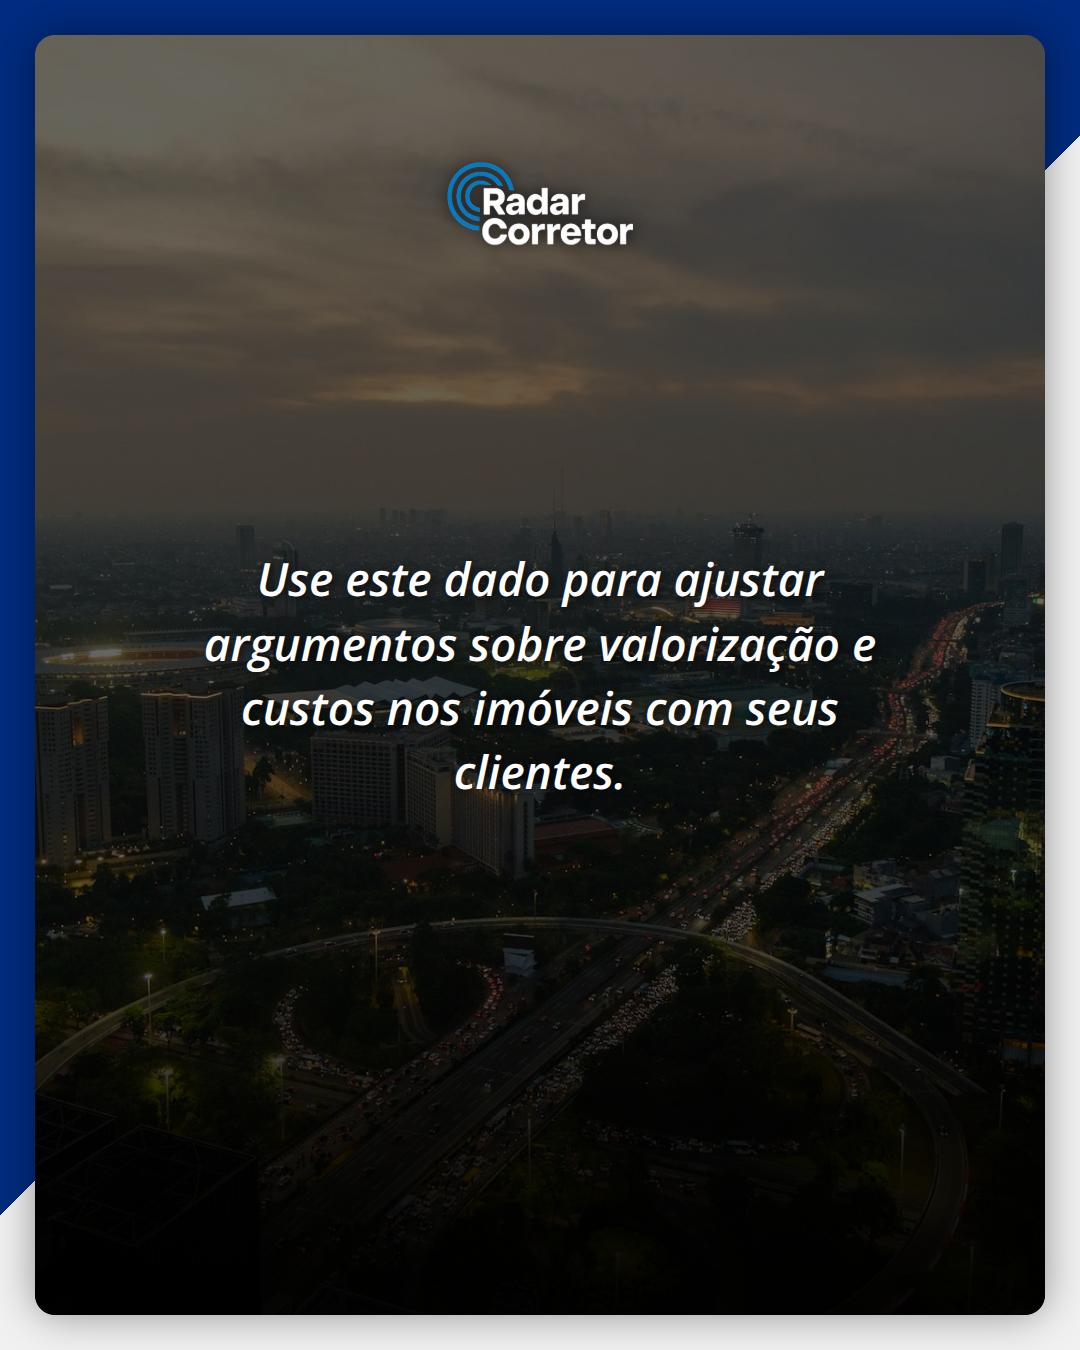 Radar
Corretor
Use este dado para ajustar
argumentos sobre valorização e
custos nos imóveis com seus
clientes.